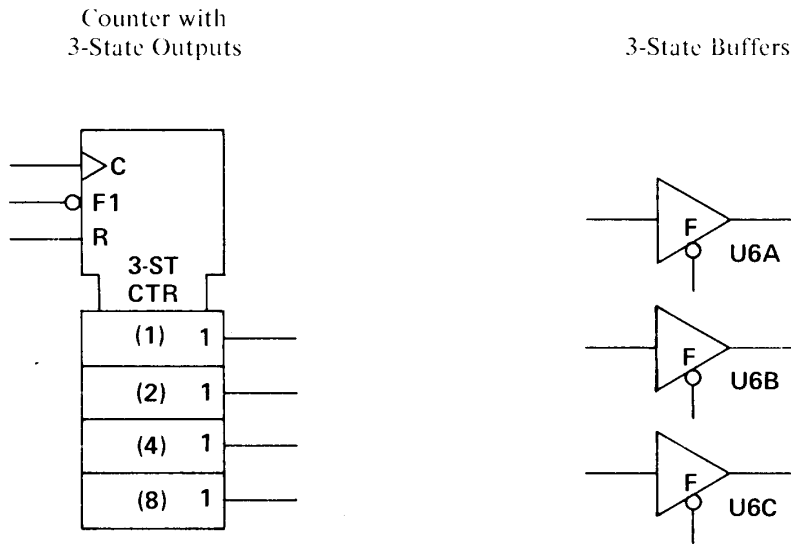 Counter with
3-State Outputs
C
F1
R
3-ST
CTR
(1) 1
(2) 1
(4) 1
(8) 1
3-State Buffers
F
U6A
F
U6B
F
U6C